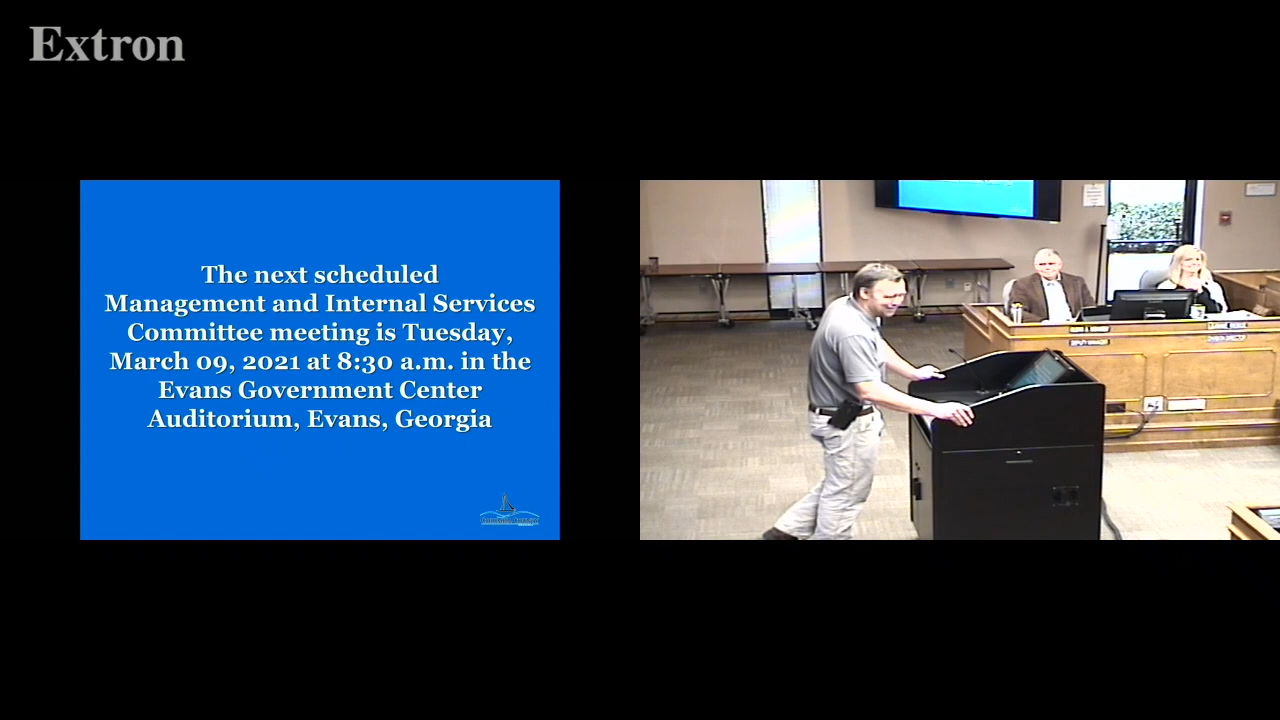 Extron
The next scheduled
Management and Internal Services
Committee meeting is Tuesday,
March 09, 2021 at 8:30 a.m. in the
Evans Government Center
Auditorium, Evans, Georgia